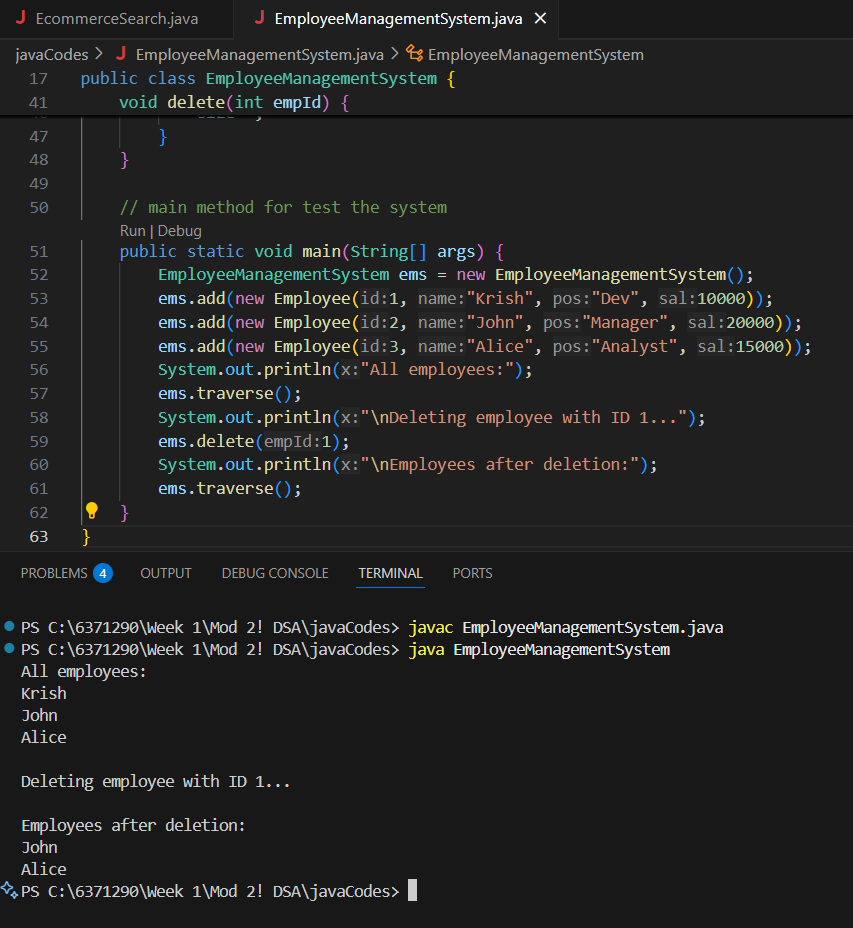 EcommerceSearch.java
EmployeeManagementSystem.java
javaCodes > EmployeeManagementSystem.java > EmployeeManagementSystem
17 public class EmployeeManagementSystem {
41 void delete(int empId) {
47 }
48 }
49
50 // main method for test the system
Run | Debug
51 public static void main(String[] args) {
52 EmployeeManagementSystem ems = new EmployeeManagementSystem();
53 ems.add(new Employee(id:1, name:"Krish", pos:"Dev", sal:10000));
54 ems.add(new Employee(id:2, name:"John", pos:"Manager", sal:20000));
55 ems.add(new Employee(id:3, name:"Alice", pos:"Analyst", sal:15000));
56 System.out.println(x:"All employees:");
57 ems.traverse();
58 System.out.println(x:"\nDeleting employee with ID 1...");
59 ems.delete(empId:1);
60 System.out.println(x:"\nEmployees after deletion:");
61 ems.traverse();
62 }
63 }
PROBLEMS 4 OUTPUT DEBUG CONSOLE TERMINAL PORTS
PS C:\6371290\Week 1\Mod 2! DSA\javaCodes> javac EmployeeManagementSystem.java
PS C:\6371290\Week 1\Mod 2! DSA\javaCodes> java EmployeeManagementSystem
All employees:
Krish
John
Alice
Deleting employee with ID 1...
Employees after deletion:
John
Alice
PS C:\6371290\Week 1\Mod 2! DSA\javaCodes>